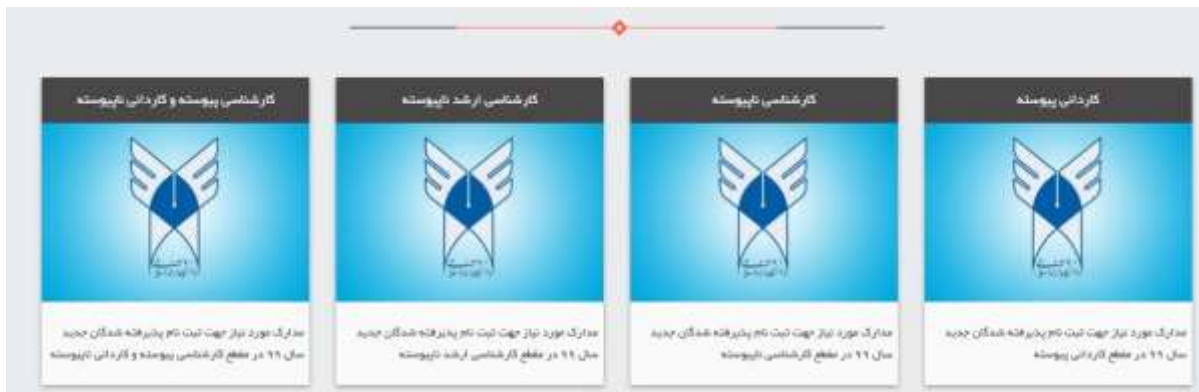 کاردانی پیوسته
کارشناسی ناپیوسته
کارشناسی ارشد ناپیوسته
کارشناسی پیوسته و کاردانی ناپیوسته
مدارک مورد نیاز جهت ثبت نام پذیرفته شدگان جدید
سال ۹۹ در مقطع کاردانی پیوسته
مدارک مورد نیاز جهت ثبت نام پذیرفته شدگان جدید
سال ۹۹ در مقطع کارشناسی ناپیوسته
مدارک مورد نیاز جهت ثبت نام پذیرفته شدگان جدید
سال ۹۹ در مقطع کارشناسی ارشد ناپیوسته
مدارک مورد نیاز جهت ثبت نام پذیرفته شدگان جدید
سال ۹۹ در مقطع کارشناسی پیوسته و کاردانی ناپیوسته